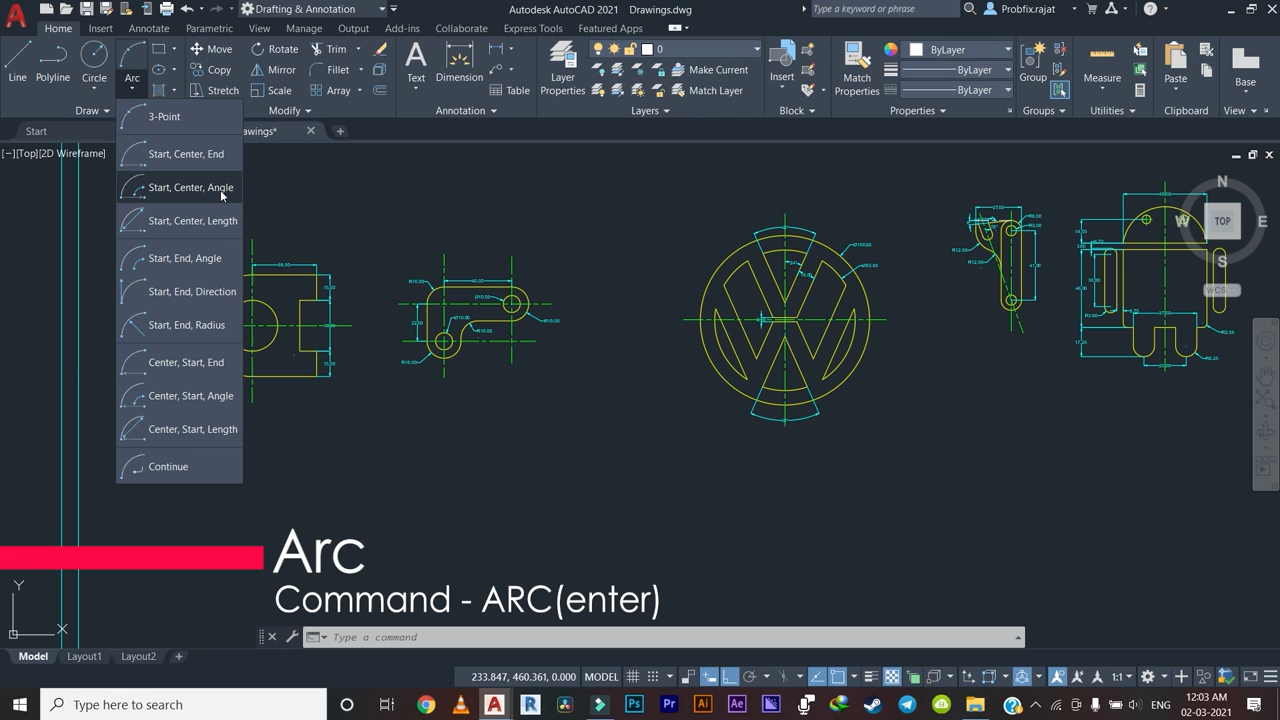 Drafting & Annotation
Autodesk AutoCAD 2021 Drawings.dwg
Type a keyword or phrase
Probfix.rajat
Home Insert Annotate Parametric View Manage Output Add-ins Collaborate Express Tools Featured Apps
Line Polyline Circle Arc
Move Rotate Trim
Copy Mirror Fillet
Stretch Scale Array
Text Dimension Table
Layer Properties
0
Make Current
Match Layer
Insert
Match Properties
ByLayer
ByLayer
ByLayer
Group
Measure
Paste
Base
Draw Modify Annotation Layers Block Properties Groups Utilities Clipboard View
Start
awings*
[−][Top][2D Wireframe]
3-Point
Start, Center, End
Start, Center, Angle
Start, Center, Length
Start, End, Angle
Start, End, Direction
Start, End, Radius
Center, Start, End
Center, Start, Angle
Center, Start, Length
Continue
N
W TOP E
S
WCS
Arc
Command - ARC(enter)
Y
X
Type a command
Model Layout1 Layout2
233.847, 460.361, 0.000 MODEL
1:1
Type here to search
ENG
12:03 AM
02-03-2021